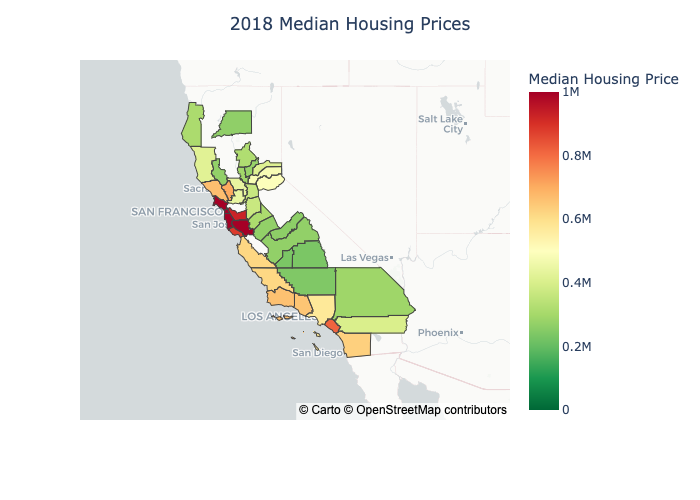 2018 Median Housing Prices
Median Housing Price
1M
0.8M
0.6M
0.4M
0.2M
0
Salt Lake
City
Sacr
SAN FRANCISCO
San Jo
Las Vegas
LOS ANGELES
Phoenix
San Diego
© Carto © OpenStreetMap contributors